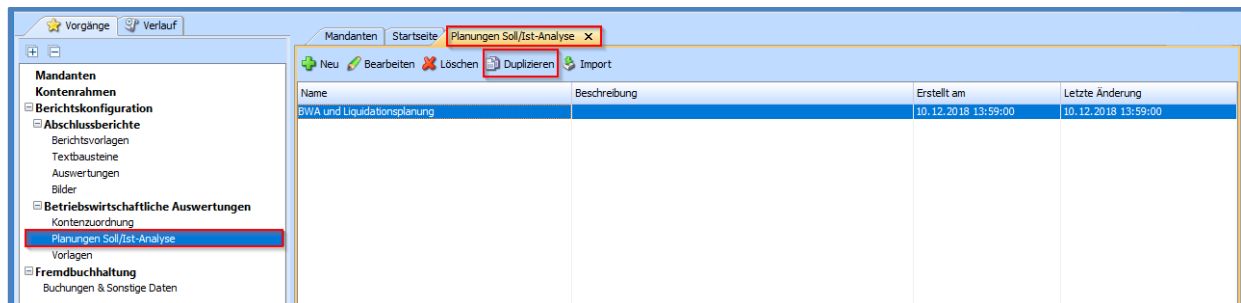 Vorgänge Verlauf
Mandanten
Kontenrahmen
Berichtskonfiguration
Abschlussberichte
Berichtsvorlagen
Textbausteine
Auswertungen
Bilder
Betriebswirtschaftliche Auswertungen
Kontenzuordnung
Planungen Soll/Ist-Analyse
Vorlagen
Fremdbuchhaltung
Buchungen & Sonstige Daten
Mandanten Startseite Planungen Soll/Ist-Analyse X
Neu Bearbeiten Löschen Duplizieren Import
Name Beschreibung Erstellt am Letzte Änderung
BWA und Liquidationsplanung 10.12.2018 13:59:00 10.12.2018 13:59:00